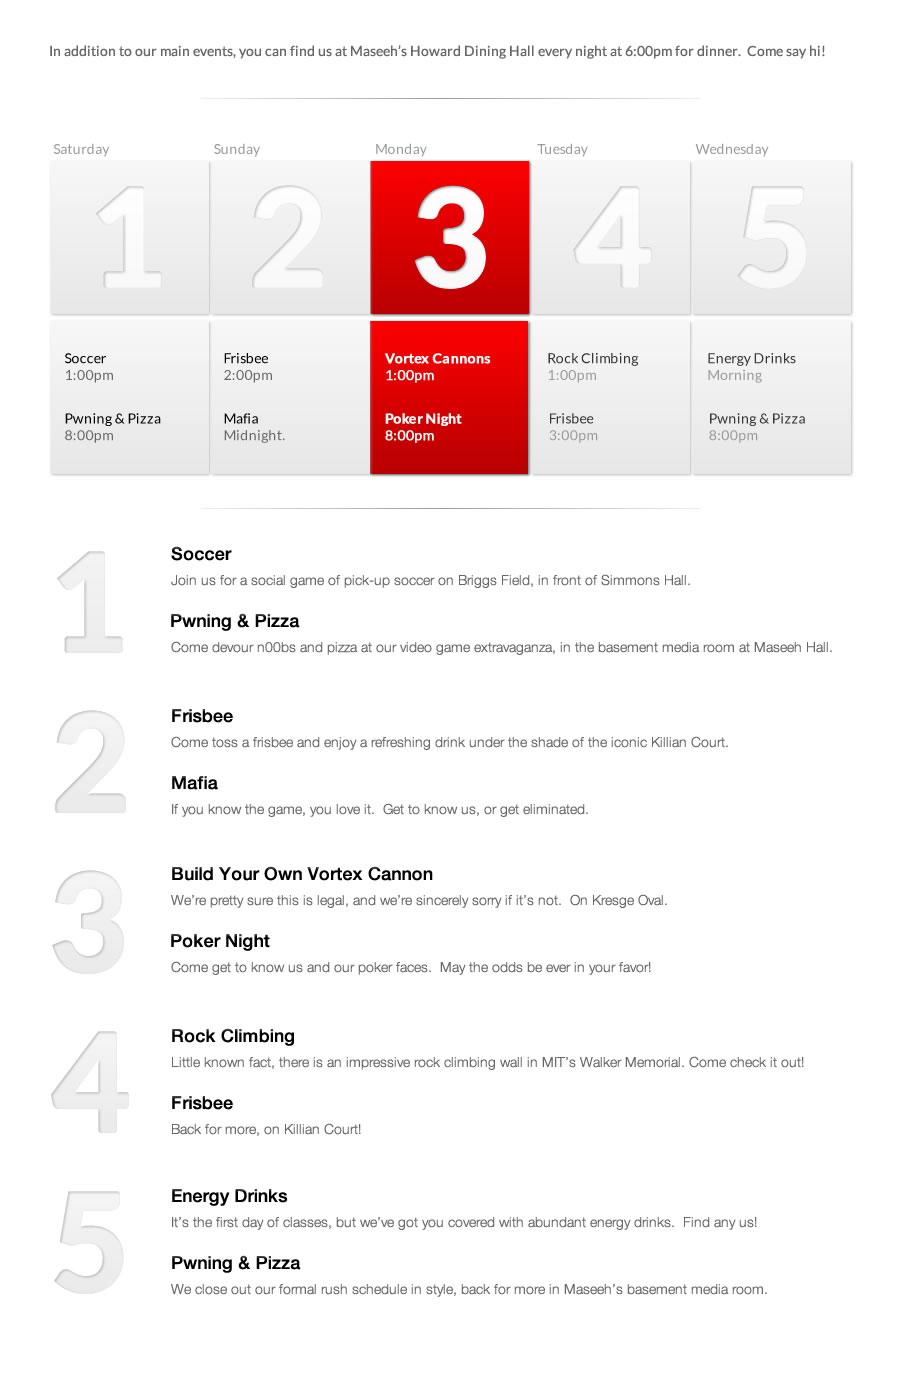 In addition to our main events, you can find us at Maseeh’s Howard Dining Hall every night at 6:00pm for dinner.  Come say hi!
Saturday Sunday Monday Tuesday Wednesday
1 2 3 4 5
Soccer Frisbee Vortex Cannons Rock Climbing Energy Drinks
1:00pm 2:00pm 1:00pm 1:00pm Morning
Pwning & Pizza Mafia Poker Night Frisbee Pwning & Pizza
8:00pm Midnight. 8:00pm 3:00pm 8:00pm
1
Soccer
Join us for a social game of pick-up soccer on Briggs Field, in front of Simmons Hall.
Pwning & Pizza
Come devour n00bs and pizza at our video game extravaganza, in the basement media room at Maseeh Hall.
2
Frisbee
Come toss a frisbee and enjoy a refreshing drink under the shade of the iconic Killian Court.
Mafia
If you know the game, you love it.  Get to know us, or get eliminated.
3
Build Your Own Vortex Cannon
We’re pretty sure this is legal, and we’re sincerely sorry if it’s not.  On Kresge Oval.
Poker Night
Come get to know us and our poker faces.  May the odds be ever in your favor!
4
Rock Climbing
Little known fact, there is an impressive rock climbing wall in MIT’s Walker Memorial. Come check it out!
Frisbee
Back for more, on Killian Court!
5
Energy Drinks
It’s the first day of classes, but we’ve got you covered with abundant energy drinks.  Find any us!
Pwning & Pizza
We close out our formal rush schedule in style, back for more in Maseeh’s basement media room.